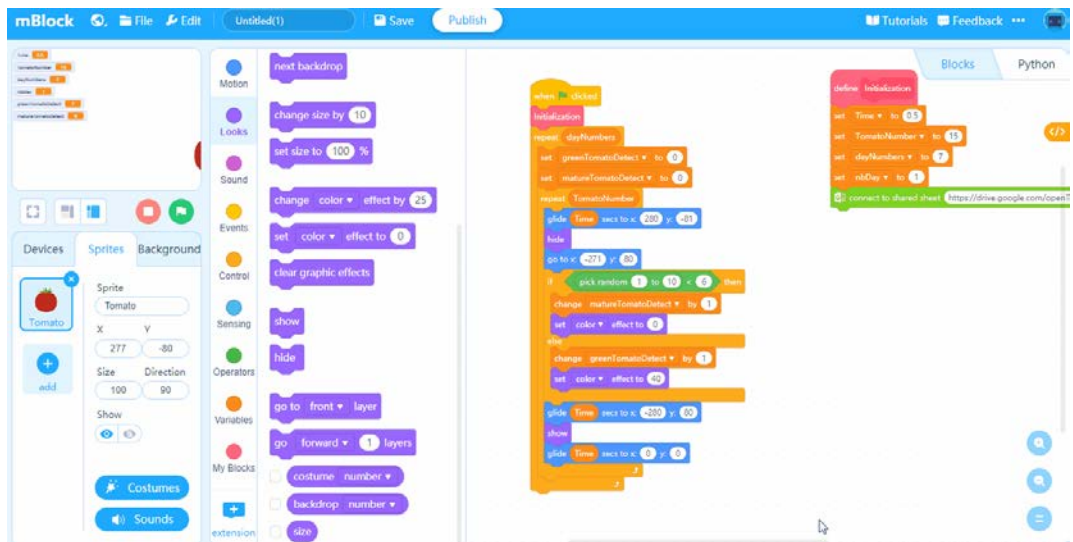 mBlock File Edit Untitled(1) Save Publish Tutorials Feedback
Blocks Python
Devices Sprites Background
Tomato
add
Sprite
Tomato
X Y
277 -80
Size Direction
100 90
Show
Costumes
Sounds
Motion
Looks
Sound
Events
Control
Sensing
Operators
Variables
My Blocks
extension
next backdrop
change size by 10
set size to 100 %
change color effect by 25
set color effect to 0
clear graphic effects
show
hide
go to front layer
go forward 1 layers
costume number
backdrop number
size
when clicked
Initialization
repeat dayNumbers
set greenTomatoDetect to 0
set matureTomatoDetect to 0
repeat TomatoNumber
glide Time secs to x: 280 y: -81
hide
go to x: -271 y: 80
if pick random 1 to 10 < 6 then
change matureTomatoDetect by 1
set color effect to 0
else
change greenTomatoDetect by 1
set color effect to 40
glide Time secs to x: -280 y: 80
show
glide Time secs to x: 0 y: 0
define Initialization
set Time to 0.5
set TomatoNumber to 15
set dayNumbers to 7
set nbDay to 1
connect to shared sheet https://drive.google.com/open?